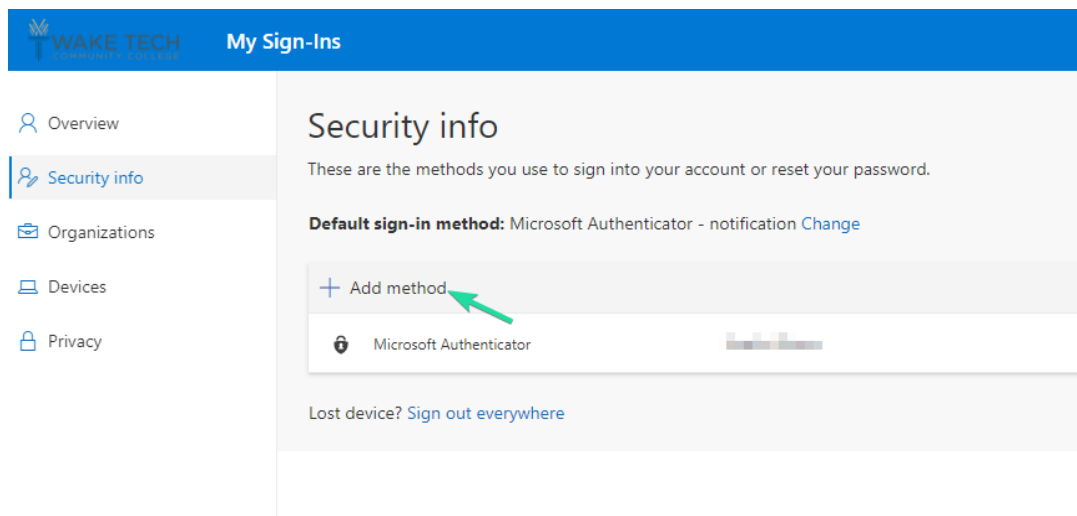 WAKE TECH
COMMUNITY COLLEGE
My Sign-Ins
Overview
Security info
Organizations
Devices
Privacy
Security info
These are the methods you use to sign into your account or reset your password.
Default sign-in method: Microsoft Authenticator - notification Change
Add method
Microsoft Authenticator
Lost device? Sign out everywhere